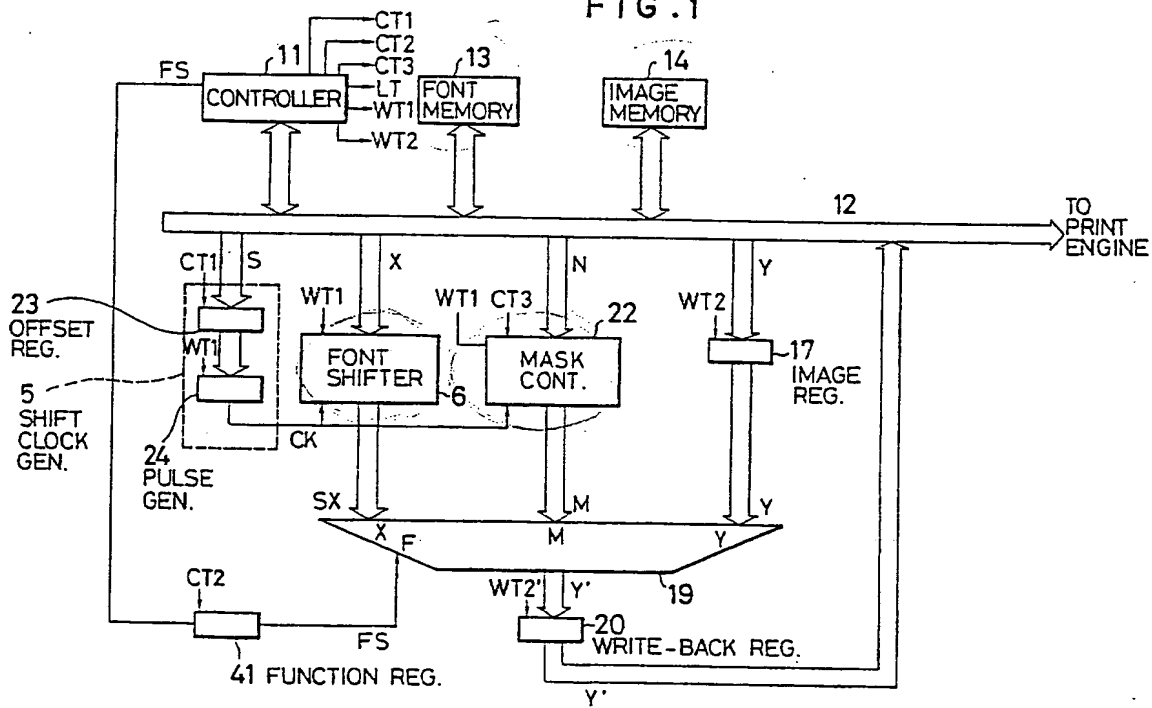 FIG.1
CT1
CT2
CT3
LT
WT1
WT2
FS
11
CONTROLLER
13
FONT
MEMORY
14
IMAGE
MEMORY
12
TO
PRINT
ENGINE
S
X
N
Y
CT1
23
OFFSET
REG.
WT1
5
SHIFT
CLOCK
GEN.
24
PULSE
GEN.
CK
WT1
FONT
SHIFTER
6
WT1
CT3
22
MASK
CONT.
WT2
17
IMAGE
REG.
SX
M
Y
X
F
M
Y
19
CT2
FS
41 FUNCTION REG.
WT2'
Y'
20
WRITE-BACK REG.
Y'